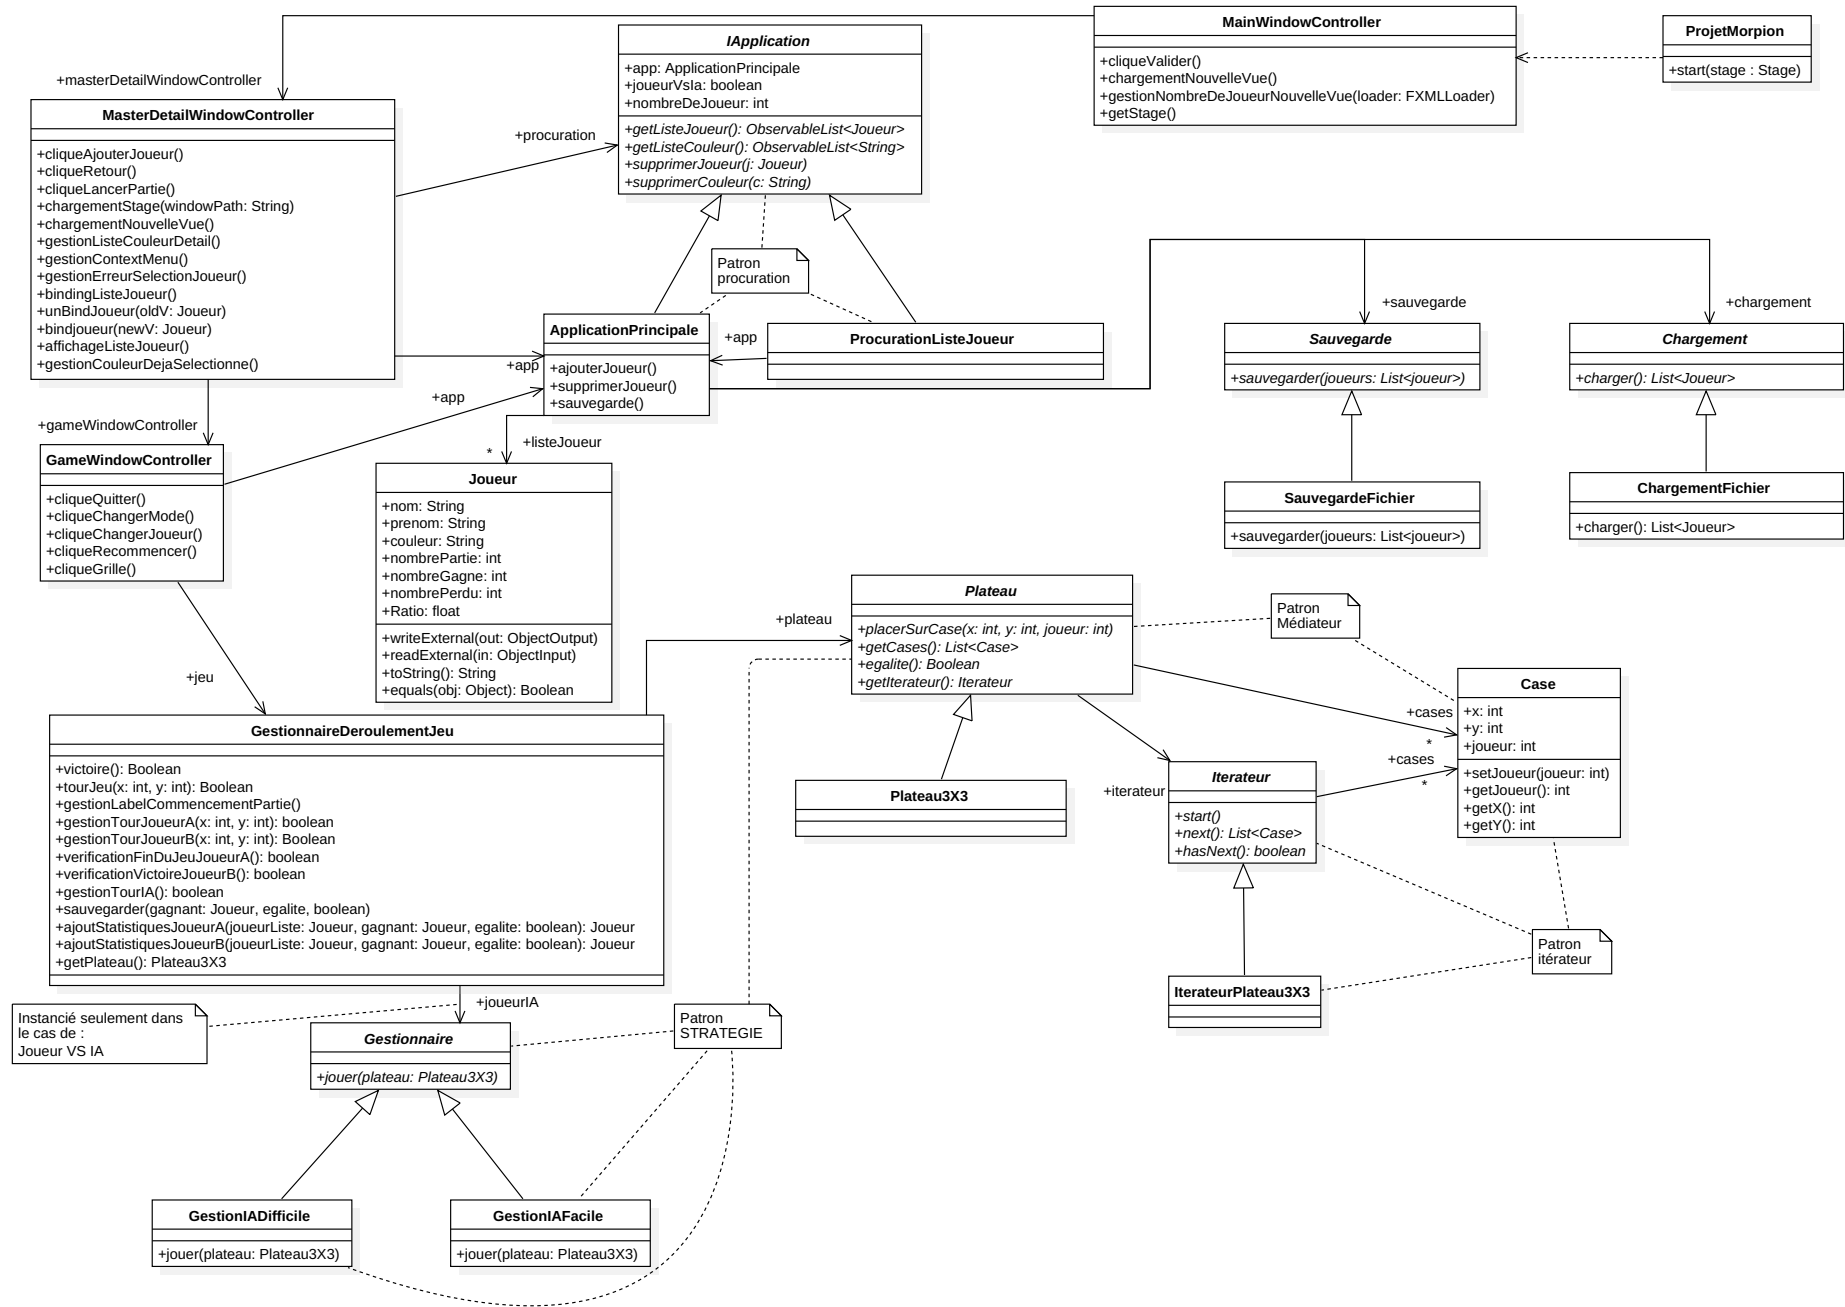 MainWindowController
+cliqueValider()
+chargementNouvelleVue()
+gestionNombreDeJoueurNouvelleVue(loader: FXMLLoader)
+getStage()
ProjetMorpion
+start(stage : Stage)
IApplication
+app: ApplicationPrincipale
+joueurVsIa: boolean
+nombreDeJoueur: int
+getListeJoueur(): ObservableList<Joueur>
+getListeCouleur(): ObservableList<String>
+supprimerJoueur(j: Joueur)
+supprimerCouleur(c: String)
+masterDetailWindowController
MasterDetailWindowController
+cliqueAjouterJoueur()
+cliqueRetour()
+cliqueLancerPartie()
+chargementStage(windowPath: String)
+chargementNouvelleVue()
+gestionListeCouleurDetail()
+gestionContextMenu()
+gestionErreurSelectionJoueur()
+bindingListeJoueur()
+unBindJoueur(oldV: Joueur)
+bindjoueur(newV: Joueur)
+affichageListeJoueur()
+gestionCouleurDejaSelectionne()
+procuration
Patron
procuration
ApplicationPrincipale
+ajouterJoueur()
+supprimerJoueur()
+sauvegarde()
+app
ProcurationListeJoueur
+app
+app
+sauvegarde
Sauvegarde
+sauvegarder(joueurs: List<joueur>)
+chargement
Chargement
+charger(): List<Joueur>
SauvegardeFichier
+sauvegarder(joueurs: List<joueur>)
ChargementFichier
+charger(): List<Joueur>
+gameWindowController
GameWindowController
+cliqueQuitter()
+cliqueChangerMode()
+cliqueChangerJoueur()
+cliqueRecommencer()
+cliqueGrille()
+listeJoueur
*
Joueur
+nom: String
+prenom: String
+couleur: String
+nombrePartie: int
+nombreGagne: int
+nombrePerdu: int
+Ratio: float
+writeExternal(out: ObjectOutput)
+readExternal(in: ObjectInput)
+toString(): String
+equals(obj: Object): Boolean
+plateau
Plateau
+placerSurCase(x: int, y: int, joueur: int)
+getCases(): List<Case>
+egalite(): Boolean
+getIterateur(): Iterateur
Patron
Médiateur
Case
+x: int
+y: int
+joueur: int
+setJoueur(joueur: int)
+getJoueur(): int
+getX(): int
+getY(): int
+cases
*
+cases
*
+jeu
GestionnaireDeroulementJeu
+victoire(): Boolean
+tourJeu(x: int, y: int): Boolean
+gestionLabelCommencementPartie()
+gestionTourJoueurA(x: int, y: int): boolean
+gestionTourJoueurB(x: int, y: int): Boolean
+verificationFinDuJeuJoueurA(): boolean
+verificationVictoireJoueurB(): boolean
+gestionTourIA(): boolean
+sauvegarder(gagnant: Joueur, egalite, boolean)
+ajoutStatistiquesJoueurA(joueurListe: Joueur, gagnant: Joueur, egalite: boolean): Joueur
+ajoutStatistiquesJoueurB(joueurListe: Joueur, gagnant: Joueur, egalite: boolean): Joueur
+getPlateau(): Plateau3X3
Plateau3X3
+iterateur
Iterateur
+start()
+next(): List<Case>
+hasNext(): boolean
Patron
itérateur
IterateurPlateau3X3
Instancié seulement dans
le cas de :
Joueur VS IA
+joueurIA
Gestionnaire
+jouer(plateau: Plateau3X3)
Patron
STRATEGIE
GestionIADifficile
+jouer(plateau: Plateau3X3)
GestionIAFacile
+jouer(plateau: Plateau3X3)